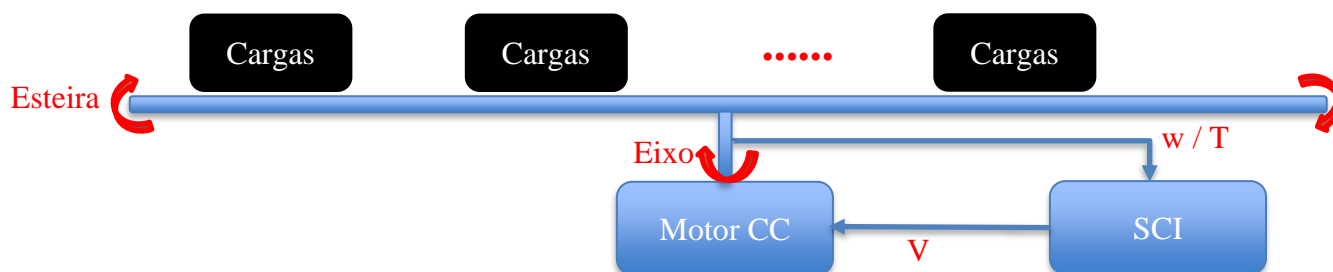 Cargas
Cargas
......
Cargas
Esteira
w / T
Eixo
Motor CC
V
SCI